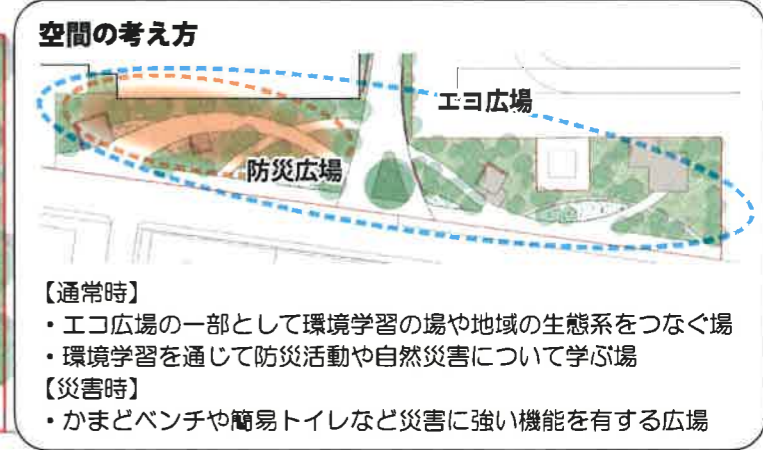 空間の考え方
エヨ広場
防災広場
【通常時】
・エコ広場の一部として環境学習の場や地域の生態系をつなぐ場
・環境学習を通じて防災活動や自然災害について学ぶ場
【災害時】
・かまどベンチや簡易トイレなど災害に強い機能を有する広場